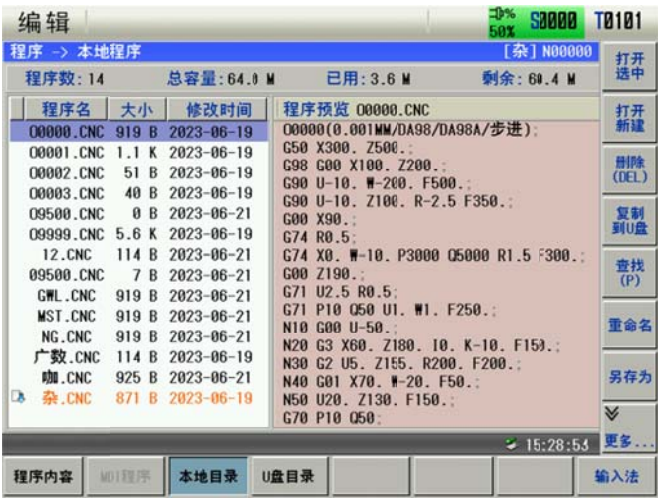 编辑
50%
S0000
T0101
程序 -> 本地程序
[杂] N00000
程序数: 14
总容量:64.0 M
已用:3.6 M
剩余: 60.4 M
程序名 大小 修改时间
O0000.CNC 919 B 2023-06-19
O0001.CNC 1.1 K 2023-06-19
O0002.CNC 51 B 2023-06-19
O0003.CNC 40 B 2023-06-19
O9500.CNC 0 B 2023-06-21
O9999.CNC 5.6 K 2023-06-19
12.CNC 114 B 2023-06-21
09500.CNC 7 B 2023-06-21
GWL.CNC 919 B 2023-06-21
MST.CNC 919 B 2023-06-21
NG.CNC 919 B 2023-06-21
广数.CNC 114 B 2023-06-19
咖.CNC 925 B 2023-06-21
杂.CNC 871 B 2023-06-19
程序预览 O0000.CNC
O0000(0.001MM/DA98/DA98A/步进);
G50 X300. Z500.;
G98 G00 X100. Z200.;
G90 U-10. W-200. F500.;
G90 U-10. Z100. R-2.5 F350.;
G00 X90.;
G74 R0.5;
G74 X0. W-10. P3000 Q5000 R1.5 F300.;
G00 Z190.;
G71 U2.5 R0.5;
G71 P10 Q50 U1. W1. F250.;
N10 G00 U-50.;
N20 G3 X60. Z180. I0. K-10. F150.;
N30 G2 U5. Z155. R200. F200.;
N40 G01 X70. W-20. F50.;
N50 U20. Z130. F150.;
G70 P10 Q50;
15:28:53
打开
选中
打开
新建
删除
(DEL)
复制
到U盘
查找
(P)
重命名
另存为
更多...
程序内容
MDI程序
本地目录
U盘目录
输入法